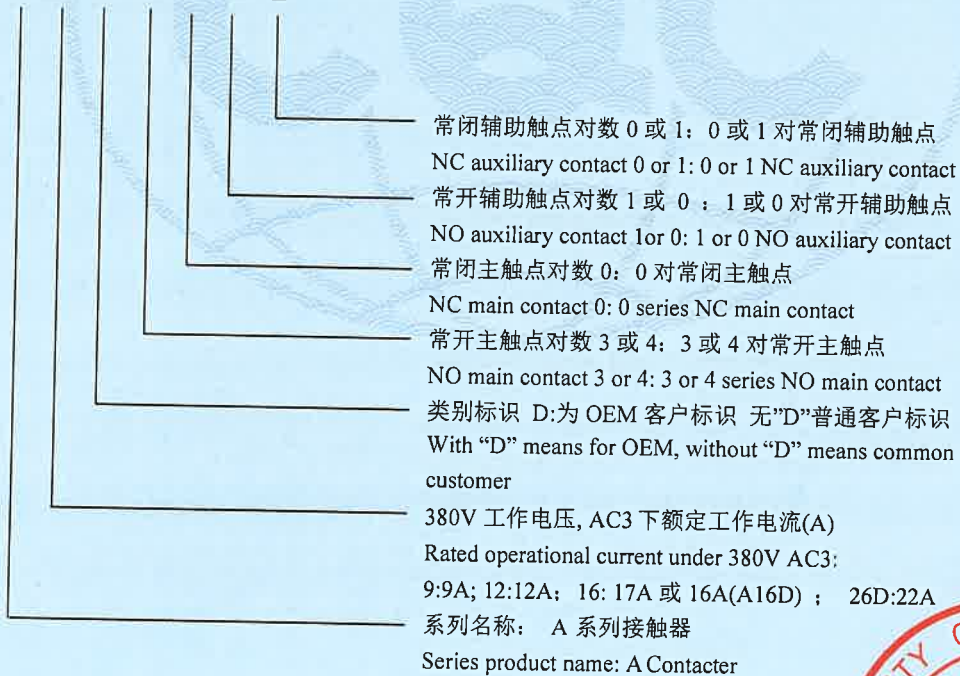 常闭辅助触点对数 0 或 1：0 或 1 对常闭辅助触点
NC auxiliary contact 0 or 1: 0 or 1 NC auxiliary contact
常开辅助触点对数 1 或 0 ：1 或 0 对常开辅助触点
NO auxiliary contact 1or 0: 1 or 0 NO auxiliary contact
常闭主触点对数 0：0 对常闭主触点
NC main contact 0: 0 series NC main contact
常开主触点对数 3 或 4：3 或 4 对常开主触点
NO main contact 3 or 4: 3 or 4 series NO main contact
类别标识 D:为 OEM 客户标识 无”D”普通客户标识
With “D” means for OEM, without “D” means common
customer
380V 工作电压, AC3 下额定工作电流(A)
Rated operational current under 380V AC3:
9:9A; 12:12A；16: 17A 或 16A(A16D) ； 26D:22A
系列名称： A 系列接触器
Series product name: A Contacter